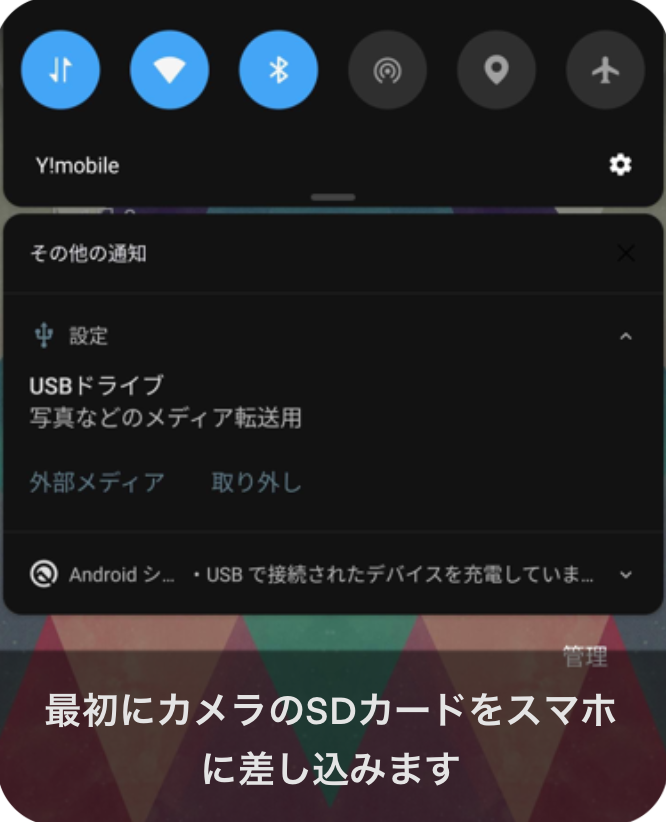 Y!mobile
その他の通知
設定
USBドライブ
写真などのメディア転送用
外部メディア 取り外し
Android シ... ・USB で接続されたデバイスを充電していま...
管理
最初にカメラのSDカードをスマホ
に差し込みます